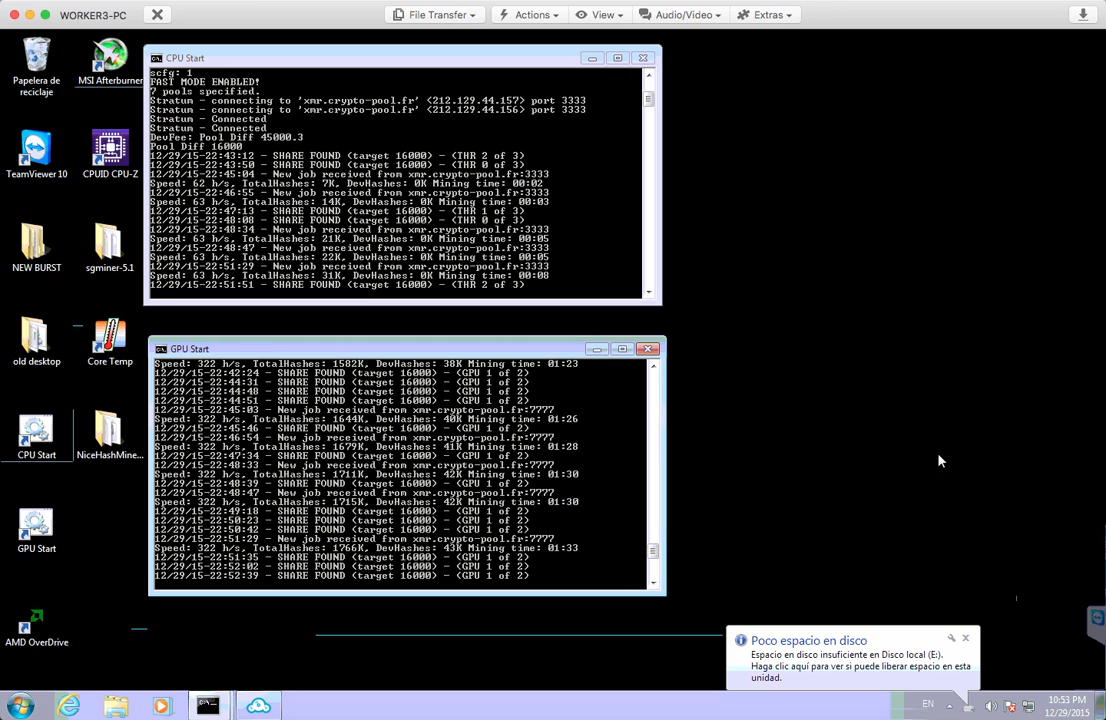 WORKER3-PC
File Transfer
Actions
View
Audio/Video
Extras
Papelera de
reciclaje
MSI Afterburner
TeamViewer 10
CPUID CPU-Z
NEW BURST
sgminer-5.1
old desktop
Core Temp
CPU Start
NiceHashMine...
GPU Start
AMD OverDrive
CPU Start
scfg: 1
FAST MODE ENABLED!
7 pools specified.
Stratum - connecting to 'xmr.crypto-pool.fr' <212.129.44.157> port 3333
Stratum - connecting to 'xmr.crypto-pool.fr' <212.129.44.156> port 3333
Stratum - Connected
Stratum - Connected
DevFee: Pool Diff 45000.3
Pool Diff 16000
12/29/15-22:43:12 - SHARE FOUND (target 16000) - (THR 2 of 3)
12/29/15-22:43:50 - SHARE FOUND (target 16000) - (THR 0 of 3)
12/29/15-22:45:04 - New job received from xmr.crypto-pool.fr:3333
Speed: 62 h/s, TotalHashes: 7K, DevHashes: 0K Mining time: 00:02
12/29/15-22:46:55 - New job received from xmr.crypto-pool.fr:3333
Speed: 63 h/s, TotalHashes: 14K, DevHashes: 0K Mining time: 00:03
12/29/15-22:47:13 - SHARE FOUND (target 16000) - (THR 1 of 3)
12/29/15-22:48:08 - SHARE FOUND (target 16000) - (THR 0 of 3)
12/29/15-22:48:34 - New job received from xmr.crypto-pool.fr:3333
Speed: 63 h/s, TotalHashes: 21K, DevHashes: 0K Mining time: 00:05
12/29/15-22:48:47 - New job received from xmr.crypto-pool.fr:3333
Speed: 63 h/s, TotalHashes: 22K, DevHashes: 0K Mining time: 00:05
12/29/15-22:51:29 - New job received from xmr.crypto-pool.fr:3333
Speed: 63 h/s, TotalHashes: 31K, DevHashes: 0K Mining time: 00:08
12/29/15-22:51:51 - SHARE FOUND (target 16000) - (THR 2 of 3)
GPU Start
Speed: 322 h/s, TotalHashes: 1582K, DevHashes: 38K Mining time: 01:23
12/29/15-22:42:24 - SHARE FOUND (target 16000) - (GPU 1 of 2)
12/29/15-22:44:31 - SHARE FOUND (target 16000) - (GPU 1 of 2)
12/29/15-22:44:48 - SHARE FOUND (target 16000) - (GPU 1 of 2)
12/29/15-22:44:51 - SHARE FOUND (target 16000) - (GPU 1 of 2)
12/29/15-22:45:03 - New job received from xmr.crypto-pool.fr:7777
Speed: 322 h/s, TotalHashes: 1644K, DevHashes: 40K Mining time: 01:26
12/29/15-22:45:46 - SHARE FOUND (target 16000) - (GPU 1 of 2)
12/29/15-22:46:54 - New job received from xmr.crypto-pool.fr:7777
Speed: 322 h/s, TotalHashes: 1679K, DevHashes: 41K Mining time: 01:28
12/29/15-22:47:34 - SHARE FOUND (target 16000) - (GPU 1 of 2)
12/29/15-22:48:33 - New job received from xmr.crypto-pool.fr:7777
Speed: 322 h/s, TotalHashes: 1711K, DevHashes: 42K Mining time: 01:30
12/29/15-22:48:39 - SHARE FOUND (target 16000) - (GPU 1 of 2)
12/29/15-22:48:47 - New job received from xmr.crypto-pool.fr:7777
Speed: 322 h/s, TotalHashes: 1715K, DevHashes: 42K Mining time: 01:30
12/29/15-22:49:18 - SHARE FOUND (target 16000) - (GPU 1 of 2)
12/29/15-22:50:23 - SHARE FOUND (target 16000) - (GPU 1 of 2)
12/29/15-22:50:42 - SHARE FOUND (target 16000) - (GPU 1 of 2)
12/29/15-22:51:29 - New job received from xmr.crypto-pool.fr:7777
Speed: 322 h/s, TotalHashes: 1766K, DevHashes: 43K Mining time: 01:33
12/29/15-22:51:35 - SHARE FOUND (target 16000) - (GPU 1 of 2)
12/29/15-22:52:02 - SHARE FOUND (target 16000) - (GPU 1 of 2)
12/29/15-22:52:39 - SHARE FOUND (target 16000) - (GPU 1 of 2)
Poco espacio en disco
Espacio en disco insuficiente en Disco local (E:).
Haga clic aquí para ver si puede liberar espacio en esta
unidad.
EN
10:53 PM
12/29/2015